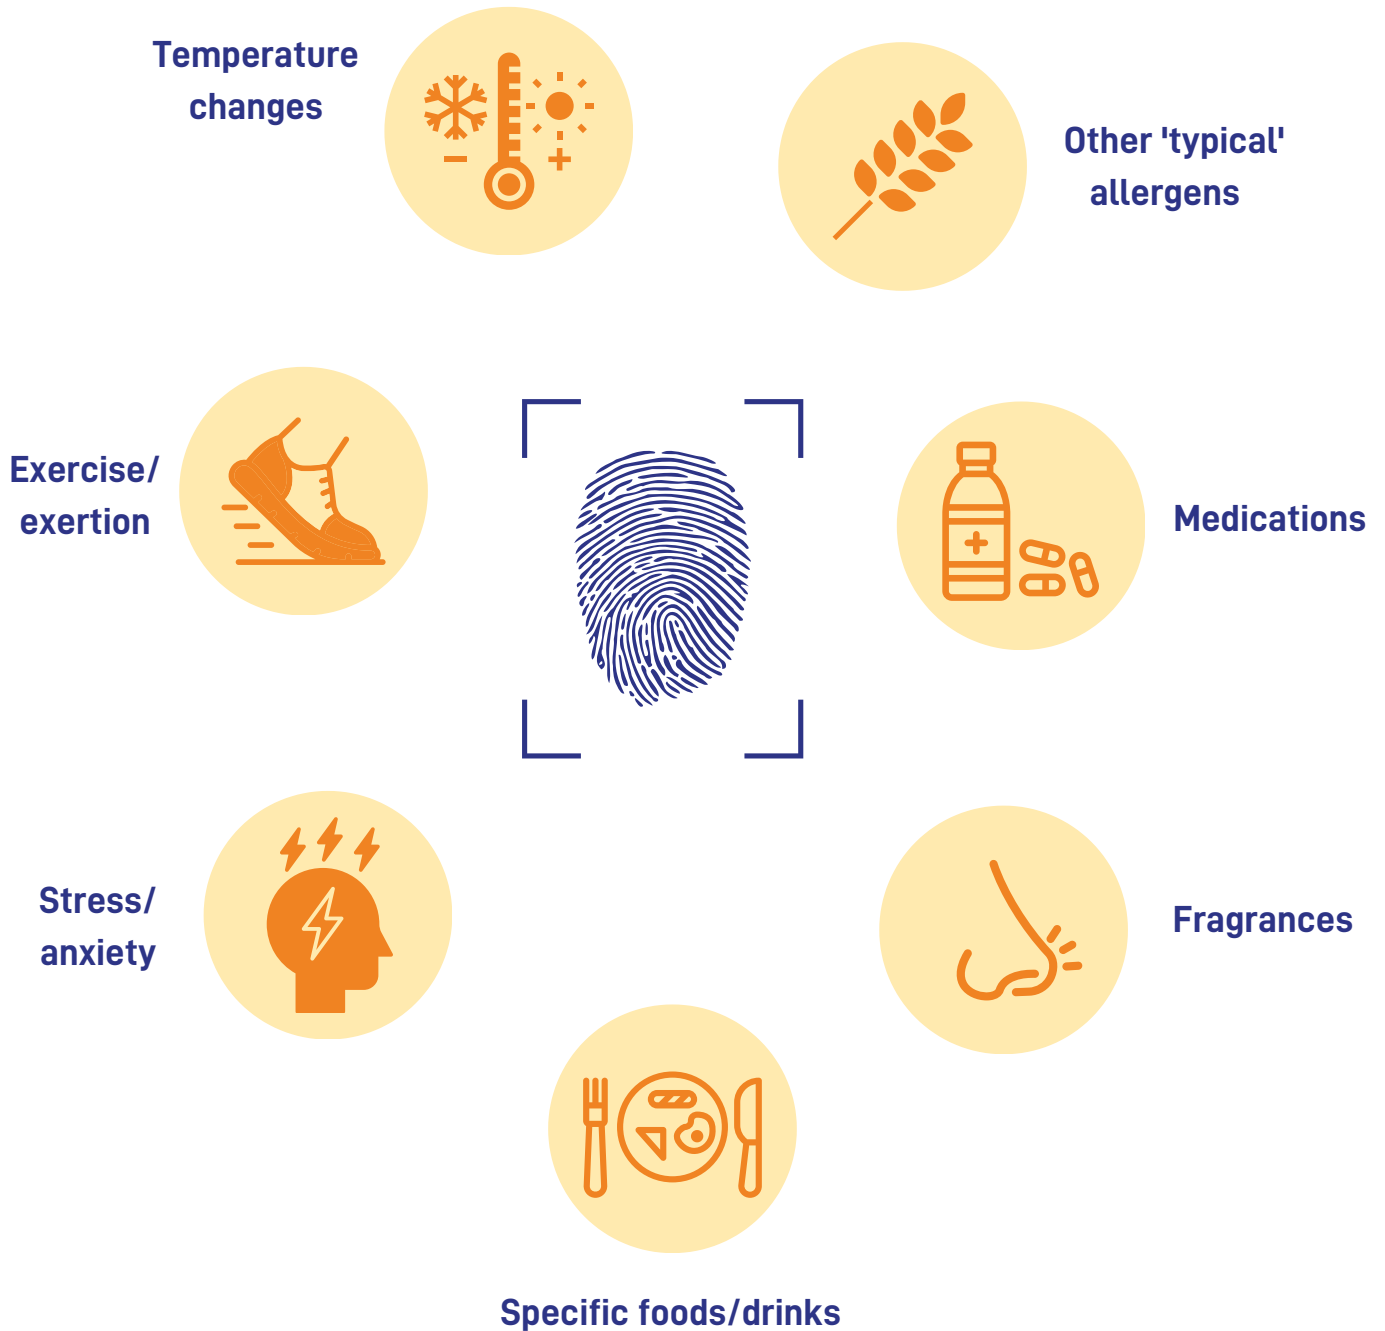 Temperature
changes
Other 'typical'
allergens
Exercise/
exertion
Medications
Stress/
anxiety
Fragrances
Specific foods/drinks